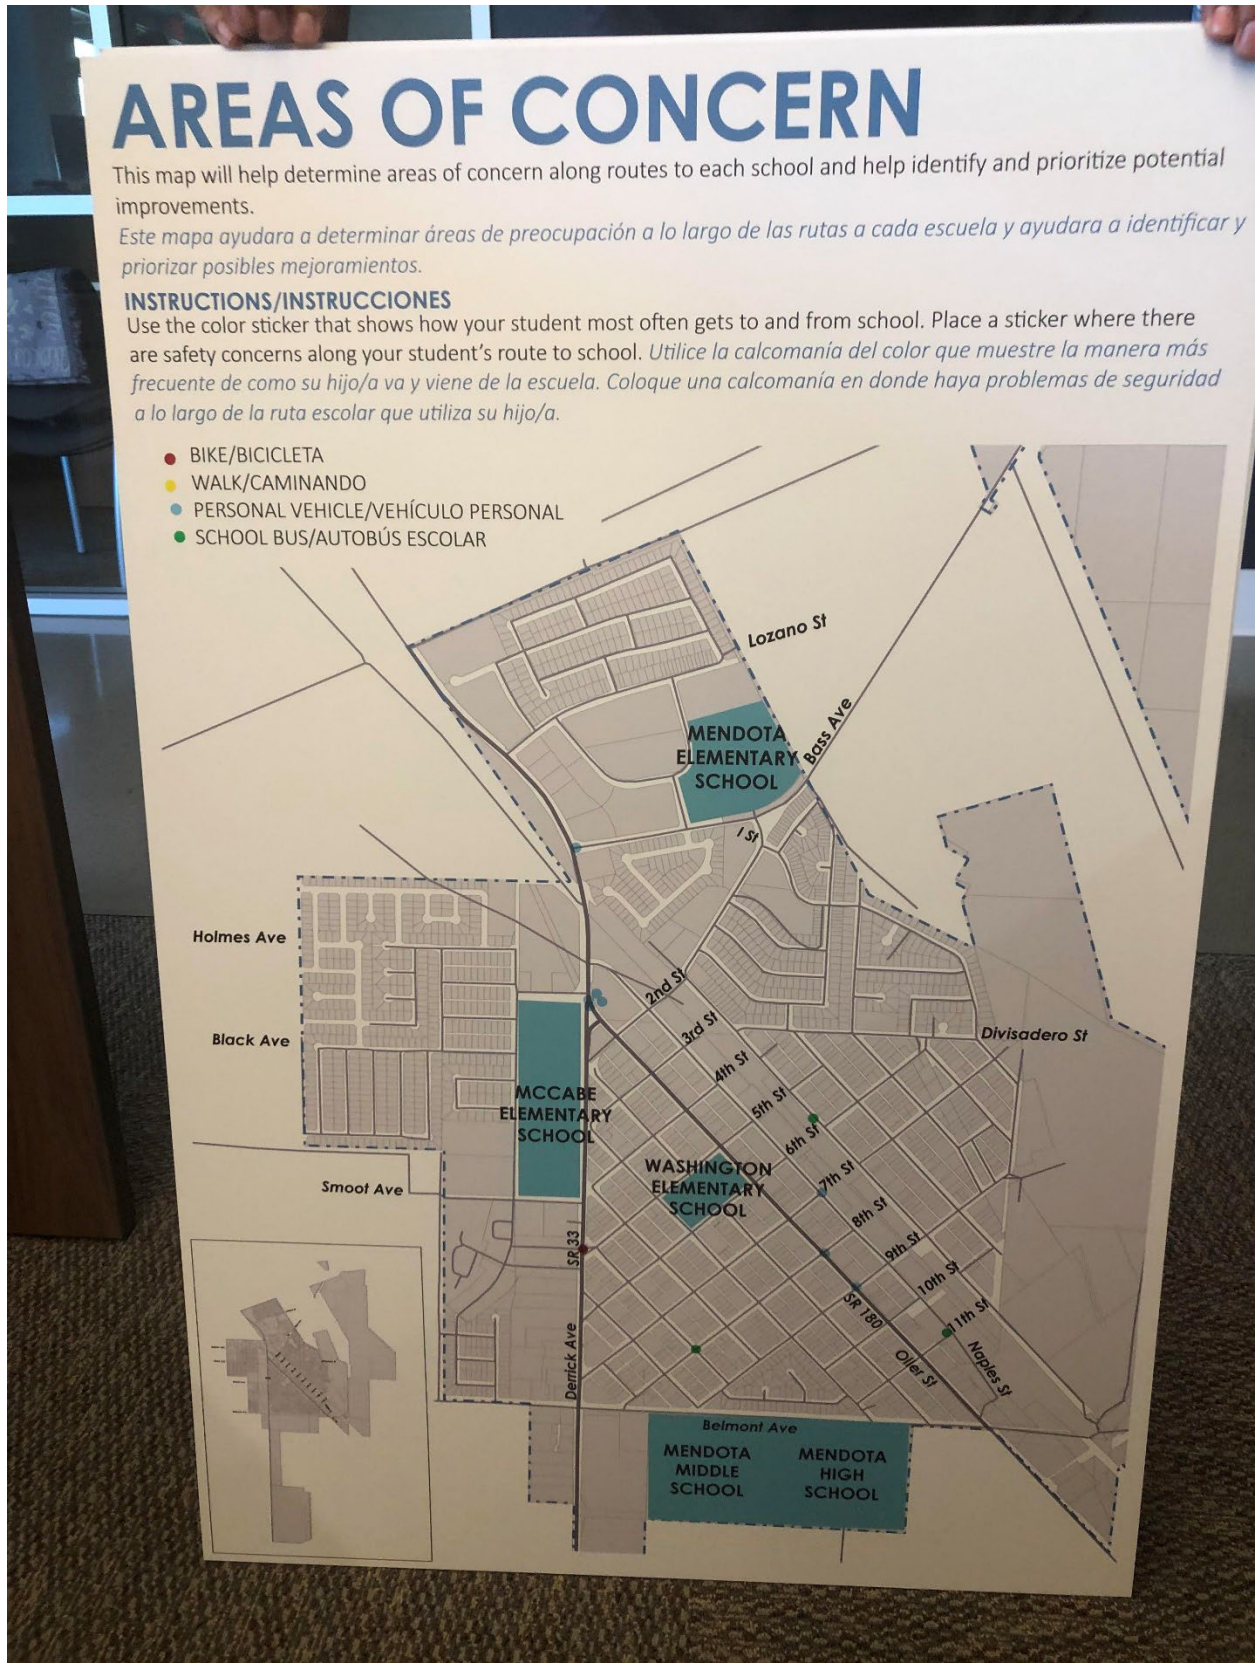 AREAS OF CONCERN
This map will help determine areas of concern along routes to each school and help identify and prioritize potential
improvements.
Este mapa ayudara a determinar áreas de preocupación a lo largo de las rutas a cada escuela y ayudara a identificar y
priorizar posibles mejoramientos.
INSTRUCTIONS/INSTRUCCIONES
Use the color sticker that shows how your student most often gets to and from school. Place a sticker where there
are safety concerns along your student's route to school. Utilice la calcomanía del color que muestre la manera más
frecuente de como su hijo/a va y viene de la escuela. Coloque una calcomanía en donde haya problemas de seguridad
a lo largo de la ruta escolar que utiliza su hijo/a.
BIKE/BICICLETA
WALK/CAMINANDO
PERSONAL VEHICLE/VEHÍCULO PERSONAL
SCHOOL BUS/AUTOBÚS ESCOLAR
Lozano St
Bass Ave
MENDOTA
ELEMENTARY
SCHOOL
I St
Holmes Ave
2nd St
3rd St
Black Ave
Divisadero St
4th St
5th St
MCCABE
ELEMENTARY
SCHOOL
6th St
WASHINGTON
ELEMENTARY
SCHOOL
7th St
Smoot Ave
8th St
SR 33
9th St
10th St
SR 180
11th St
Derrick Ave
Oller St
Naples St
Belmont Ave
MENDOTA
MIDDLE
SCHOOL
MENDOTA
HIGH
SCHOOL